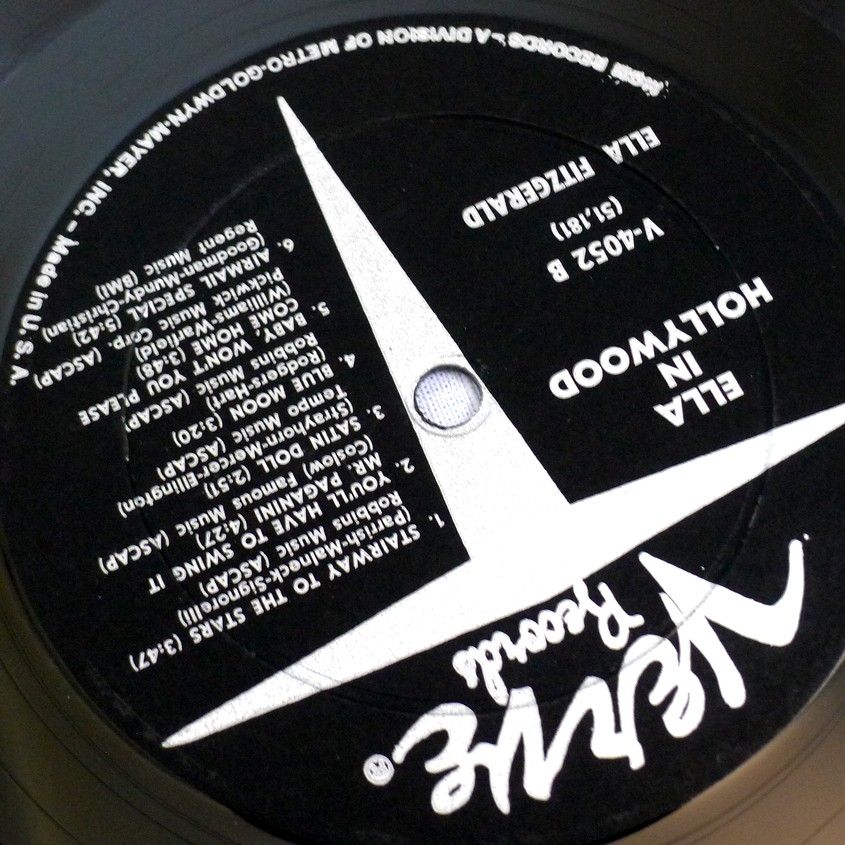 Verve
Records
®
ELLA
IN
HOLLYWOOD
V-4052 B
(51,181)
ELLA FITZGERALD
1. STAIRWAY TO THE STARS (3:47)
(Parrish-Malneck-Signorelli)
Robbins Music (ASCAP)
2. YOU'LL HAVE TO SWING IT
MR. PAGANINI (4:27)
(Coslow) Famous Music (ASCAP)
3. SATIN DOLL (2:51)
(Strayhorn-Mercer-Ellington)
Tempo Music (ASCAP)
4. BLUE MOON (3:20)
(Rodgers-Hart)
Robbins Music (ASCAP)
5. BABY WON'T YOU PLEASE
COME HOME (3:48)
(Williams-Warfield)
Pickwick Music Corp. (ASCAP)
6. AIRMAIL SPECIAL (5:42)
(Goodman-Mundy-Christian)
Regent Music (BMI)
MGM RECORDS - A DIVISION OF METRO-GOLDWYN-MAYER, INC. - Made in U. S. A.